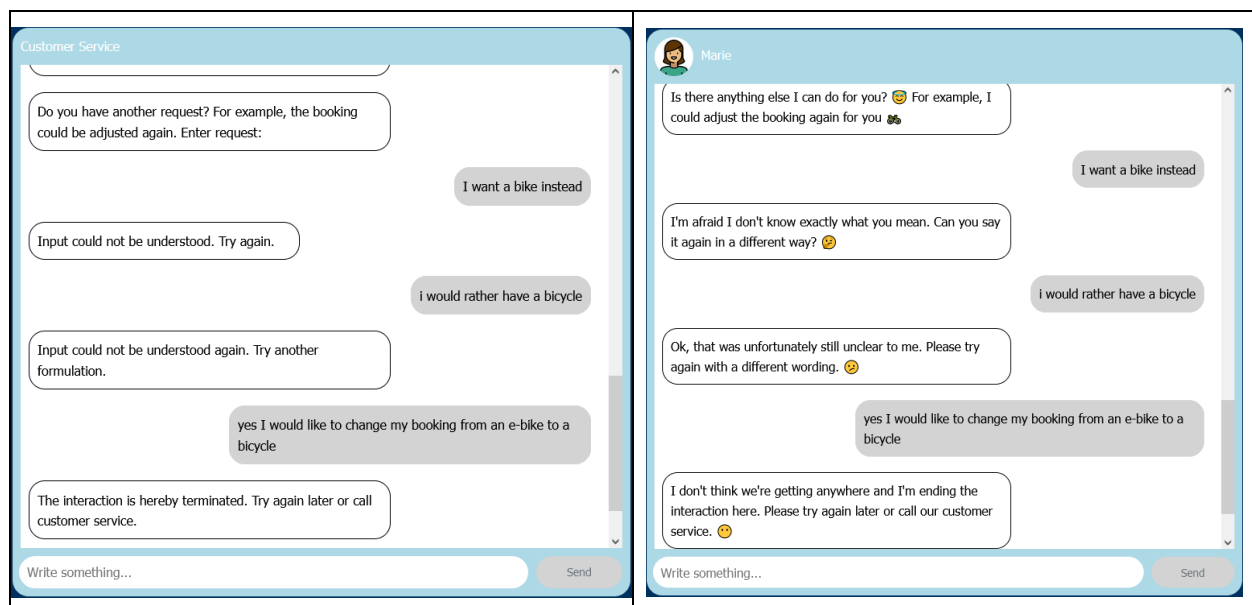 Customer Service
Do you have another request? For example, the booking
could be adjusted again. Enter request:
I want a bike instead
Input could not be understood. Try again.
i would rather have a bicycle
Input could not be understood again. Try another
formulation.
yes I would like to change my booking from an e-bike to a
bicycle
The interaction is hereby terminated. Try again later or call
customer service.
Write something...
Send
Marie
Is there anything else I can do for you? 😇 For example, I
could adjust the booking again for you 🚲
I want a bike instead
I'm afraid I don't know exactly what you mean. Can you say
it again in a different way? 🤔
i would rather have a bicycle
Ok, that was unfortunately still unclear to me. Please try
again with a different wording. 😕
yes I would like to change my booking from an e-bike to a
bicycle
I don't think we're getting anywhere and I'm ending the
interaction here. Please try again later or call our customer
service. 😶
Write something...
Send